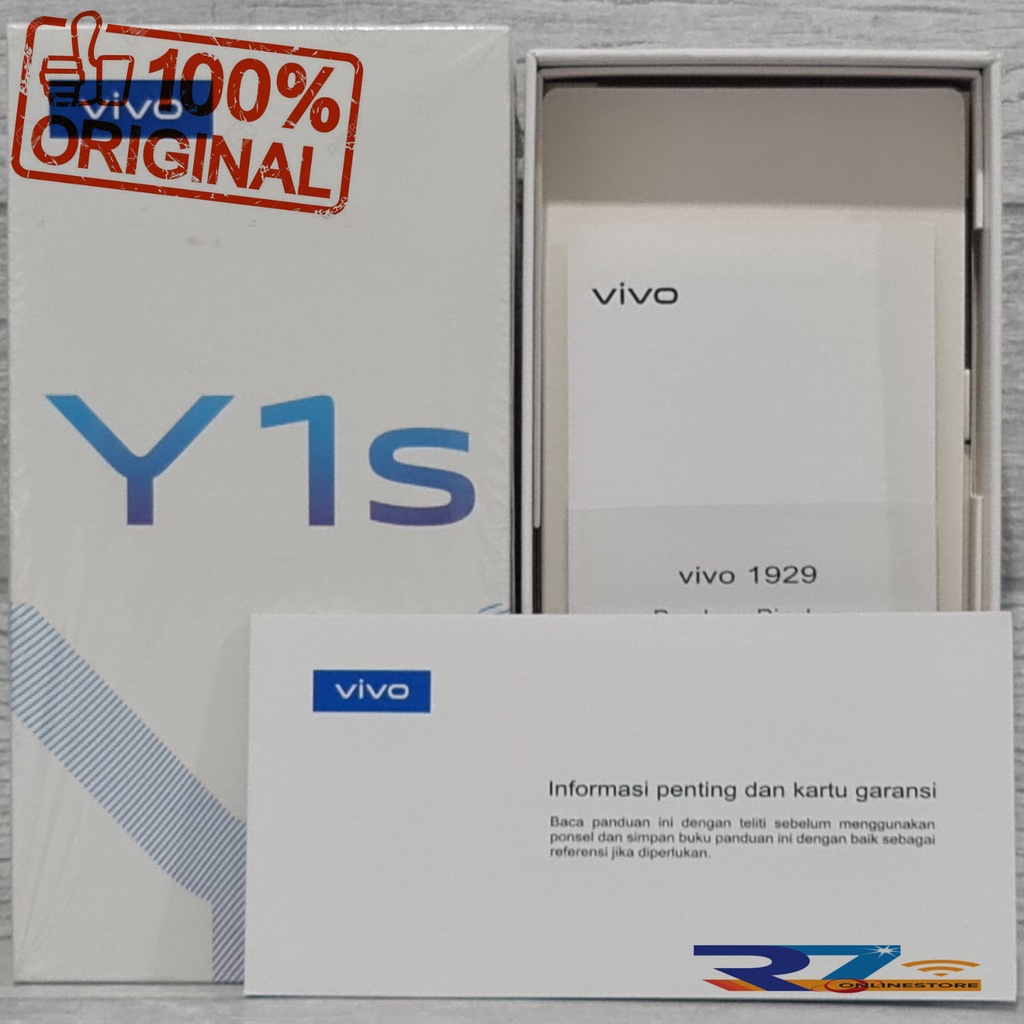 100%
vivo
ORIGINAL
Y1s
vivo
vivo 1929
vivo
Informasi penting dan kartu garansi
Baca panduan ini dengan teliti sebelum menggunakan
ponsel dan simpan buku panduan ini dengan baik sebagai
referensi jika diperlukan.
RZ
ONLINESTORE